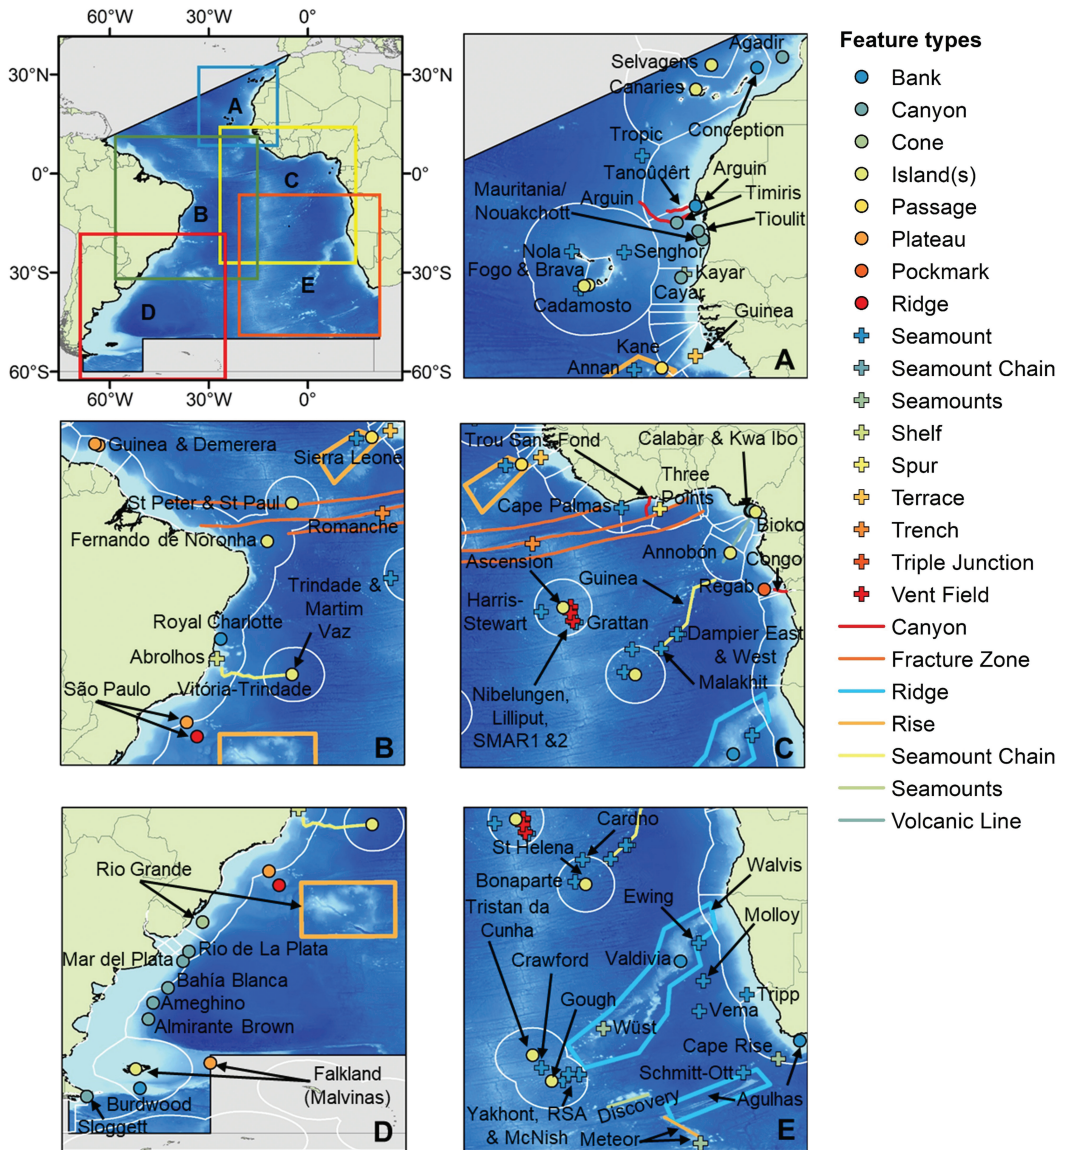 60°W
30°W
0°
30°N
0°
30°S
60°S
30°N
0°
30°S
60°S
60°W
30°W
0°
A
B
C
D
E
Agadir
Selvagens
Canaries
Conception
Tropic
Tanoudêrt
Arguin
Mauritania/
Nouakchott
Arguin
Timiris
Tioulit
Nola
Senghor
Fogo & Brava
Cadamosto
Kayar
Cayar
Guinea
Kane
Annan
A
Guinea & Demerera
Sierra Leone
St Peter & St Paul
Romanche
Fernando de Noronha
Trindade &
Martim
Vaz
Royal Charlotte
Abrolhos
São Paulo
Vitória-Trindade
B
Trou Sans Fond
Calabar & Kwa Ibo
Three
Points
Cape Palmas
Bioko
Annobón
Congo
Ascension
Guinea
Regab
Harris-
Stewart
Grattan
Dampier East
& West
Malakhit
Nibelungen,
Lilliput,
SMAR1 &2
C
Rio Grande
Rio de La Plata
Mar del Plata
Bahía Blanca
Ameghino
Almirante Brown
Falkland
(Malvinas)
Burdwood
Sloggett
D
Cardno
St Helena
Bonaparte
Walvis
Ewing
Tristan da
Cunha
Molloy
Crawford
Valdivia
Gough
Tripp
Vema
Wüst
Cape Rise
Schmitt-Ott
Discovery
Agulhas
Yakhont, RSA
& McNish
Meteor
E
Feature types
Bank
Canyon
Cone
Island(s)
Passage
Plateau
Pockmark
Ridge
Seamount
Seamount Chain
Seamounts
Shelf
Spur
Terrace
Trench
Triple Junction
Vent Field
Canyon
Fracture Zone
Ridge
Rise
Seamount Chain
Seamounts
Volcanic Line